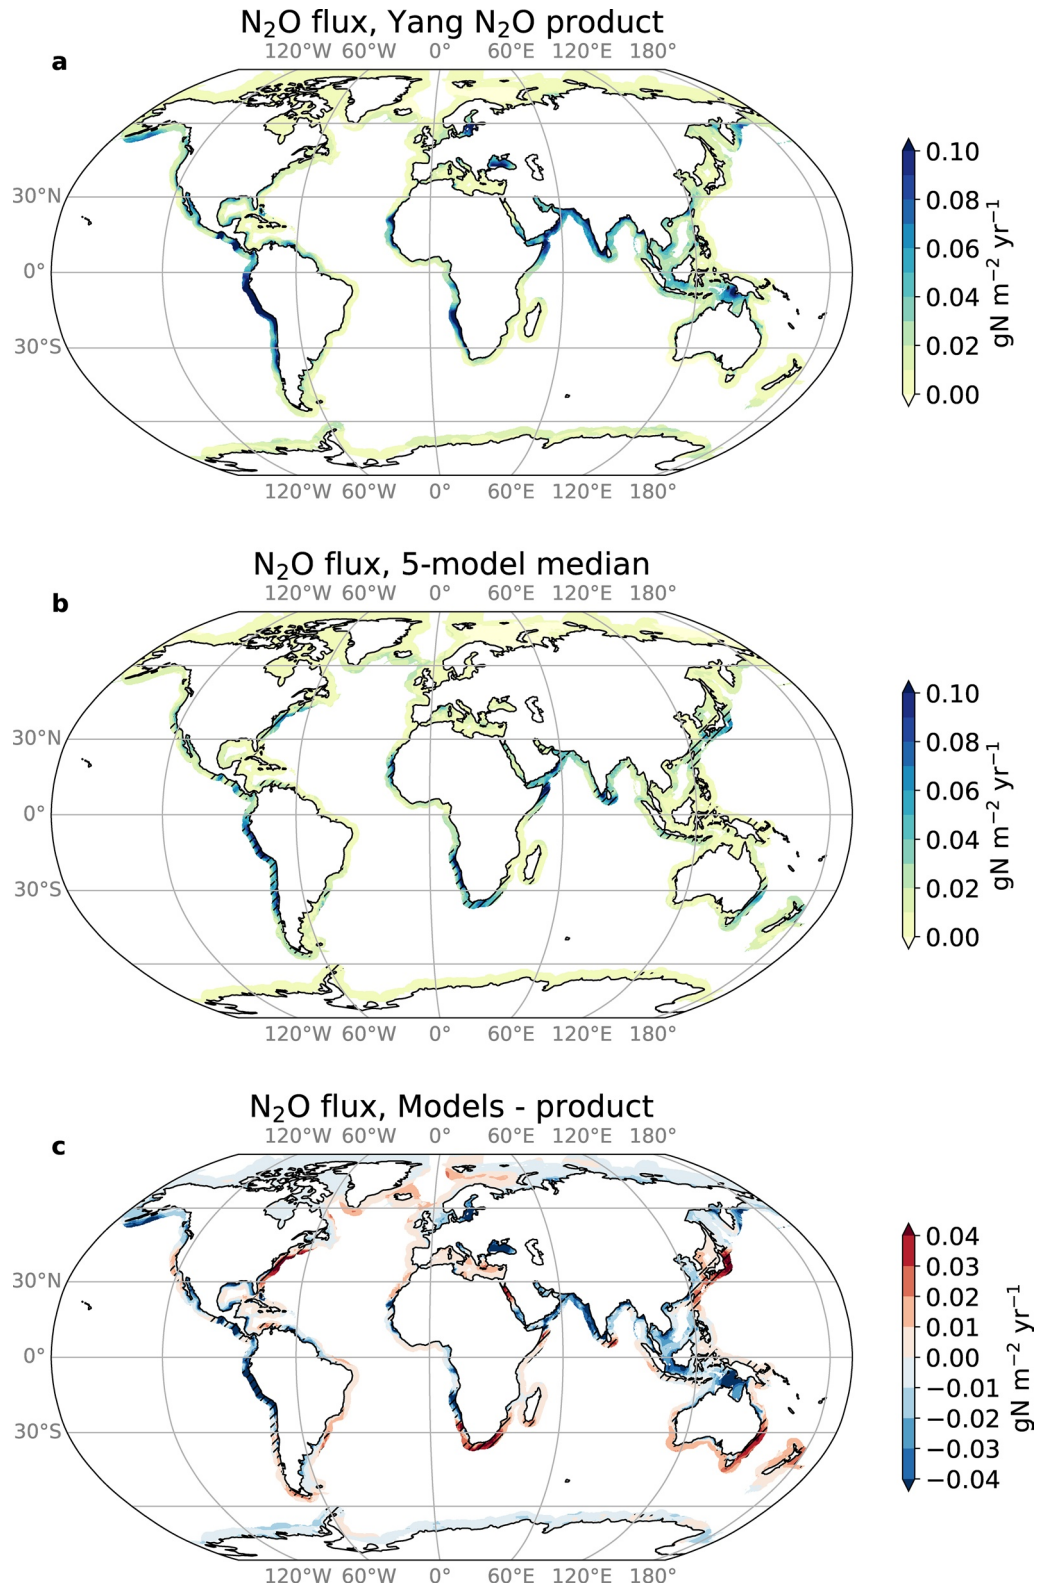 N₂O flux, Yang N₂O product
120°W 60°W 0° 60°E 120°E 180°
a
30°N
0°
30°S
120°W 60°W 0° 60°E 120°E 180°
0.10
0.08
0.06
0.04
0.02
0.00
gN m⁻² yr⁻¹
N₂O flux, 5-model median
120°W 60°W 0° 60°E 120°E 180°
b
30°N
0°
30°S
120°W 60°W 0° 60°E 120°E 180°
0.10
0.08
0.06
0.04
0.02
0.00
gN m⁻² yr⁻¹
N₂O flux, Models - product
120°W 60°W 0° 60°E 120°E 180°
c
30°N
0°
30°S
120°W 60°W 0° 60°E 120°E 180°
0.04
0.03
0.02
0.01
0.00
−0.01
−0.02
−0.03
−0.04
gN m⁻² yr⁻¹